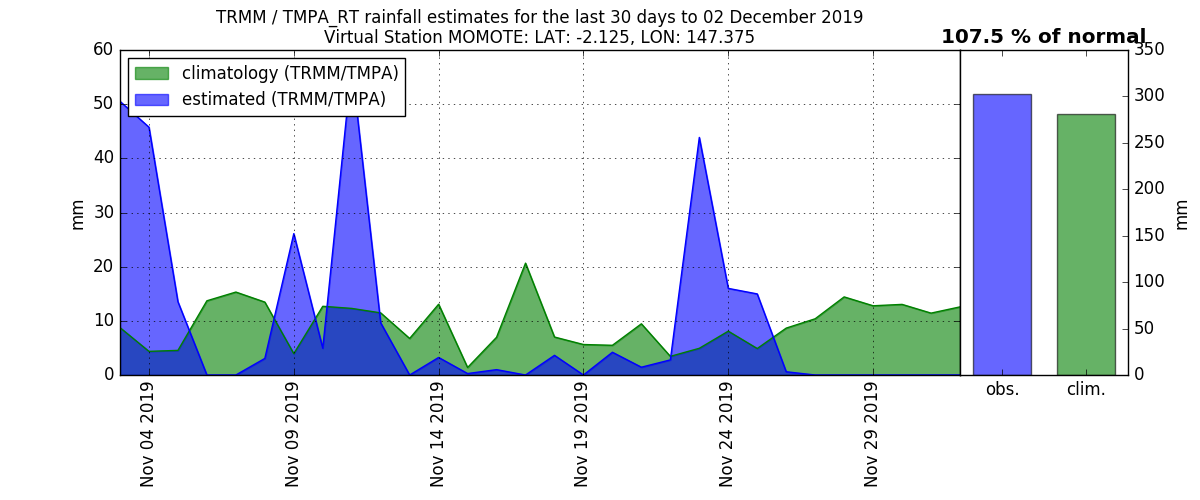 TRMM / TMPA_RT rainfall estimates for the last 30 days to 02 December 2019
Virtual Station MOMOTE: LAT: -2.125, LON: 147.375
107.5 % of normal
climatology (TRMM/TMPA)
estimated (TRMM/TMPA)
60
50
40
30
20
10
0
mm
Nov 04 2019
Nov 09 2019
Nov 14 2019
Nov 19 2019
Nov 24 2019
Nov 29 2019
obs.
clim.
350
300
250
200
150
100
50
0
mm